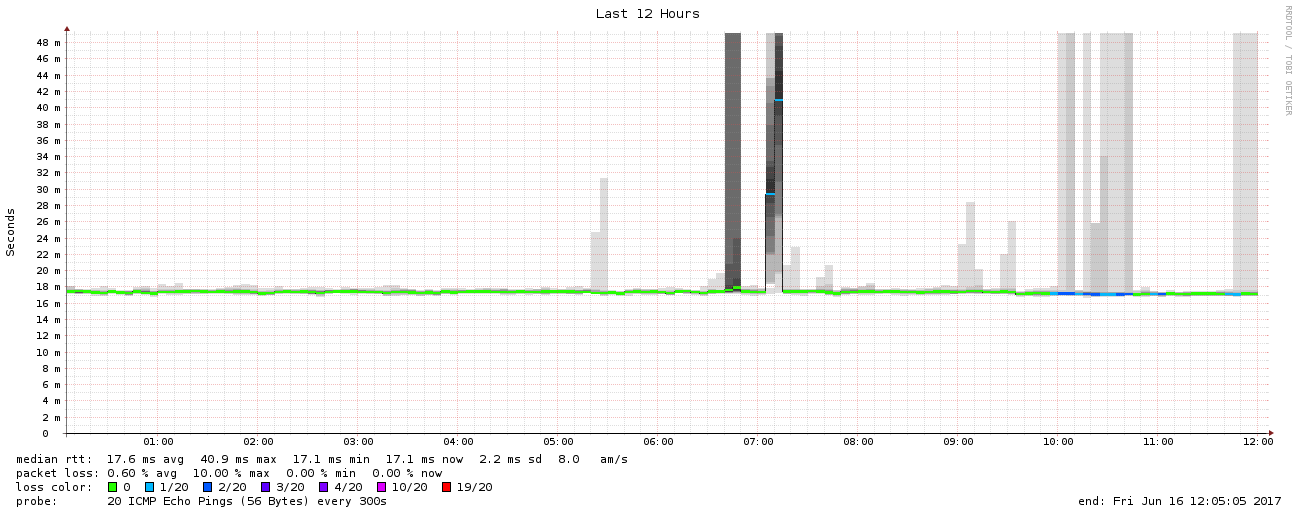 Last 12 Hours
RRDTOOL / TOBI OETIKER
Seconds
48 m
46 m
44 m
42 m
40 m
38 m
36 m
34 m
32 m
30 m
28 m
26 m
24 m
22 m
20 m
18 m
16 m
14 m
12 m
10 m
8 m
6 m
4 m
2 m
0
01:00 02:00 03:00 04:00 05:00 06:00 07:00 08:00 09:00 10:00 11:00 12:00
median rtt: 17.6 ms avg 40.9 ms max 17.1 ms min 17.1 ms now 2.2 ms sd 8.0 am/s
packet loss: 0.60 % avg 10.00 % max 0.00 % min 0.00 % now
loss color: 0 1/20 2/20 3/20 4/20 10/20 19/20
probe: 20 ICMP Echo Pings (56 Bytes) every 300s end: Fri Jun 16 12:05:05 2017